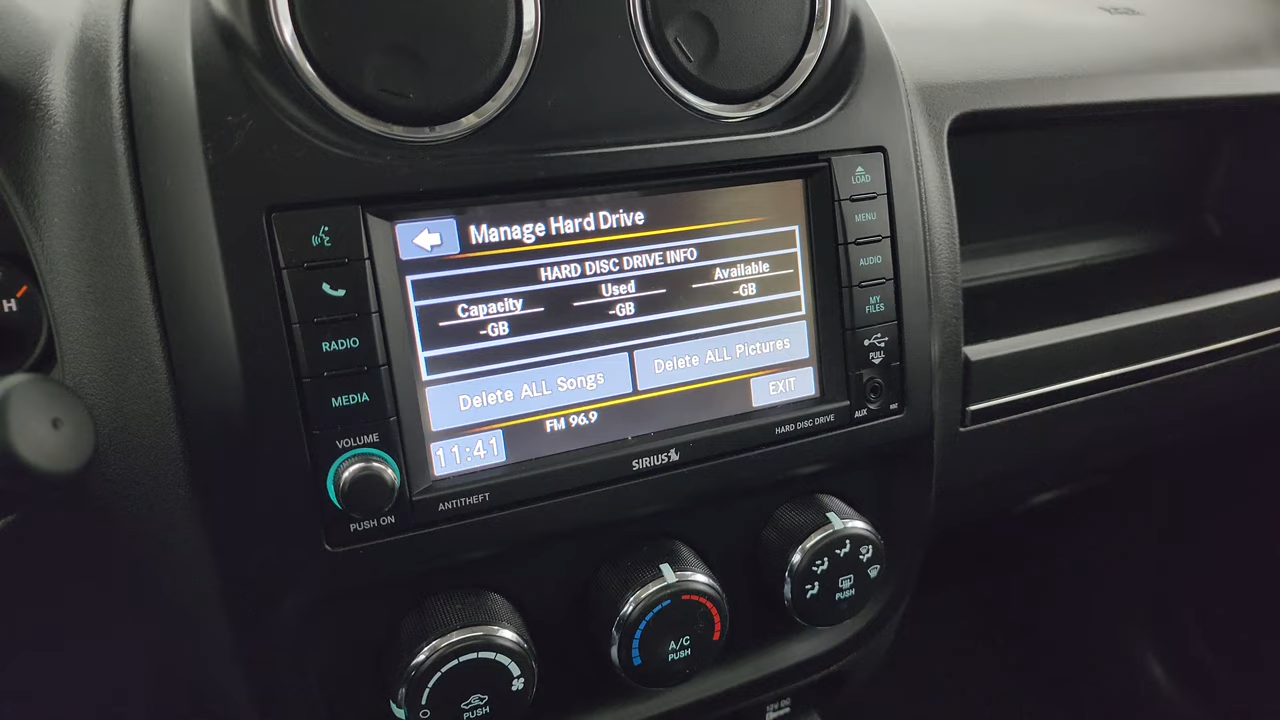 Manage Hard Drive
HARD DISC DRIVE INFO
Capacity Used Available
-GB -GB -GB
Delete ALL Songs Delete ALL Pictures
EXIT
FM 96.9
11:41
RADIO
MEDIA
VOLUME
PUSH ON
ANTITHEFT
SIRIUS
HARD DISC DRIVE
LOAD
MENU
AUDIO
MY
FILES
PULL
AUX
H
PUSH
A/C
PUSH
PUSH
12V DC